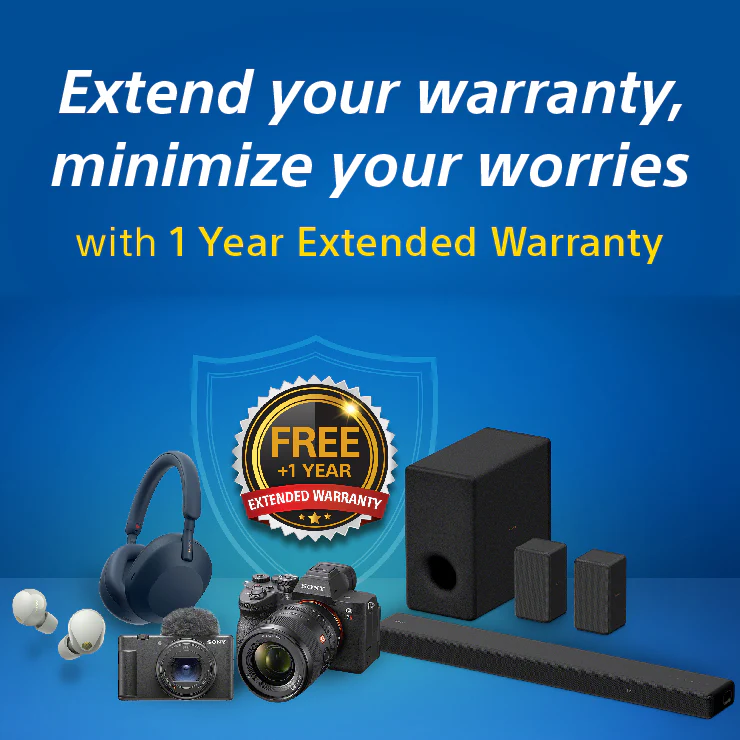 Extend your warranty,
minimize your worries
with 1 Year Extended Warranty
FREE
+1 YEAR
EXTENDED WARRANTY
SONY
SONY